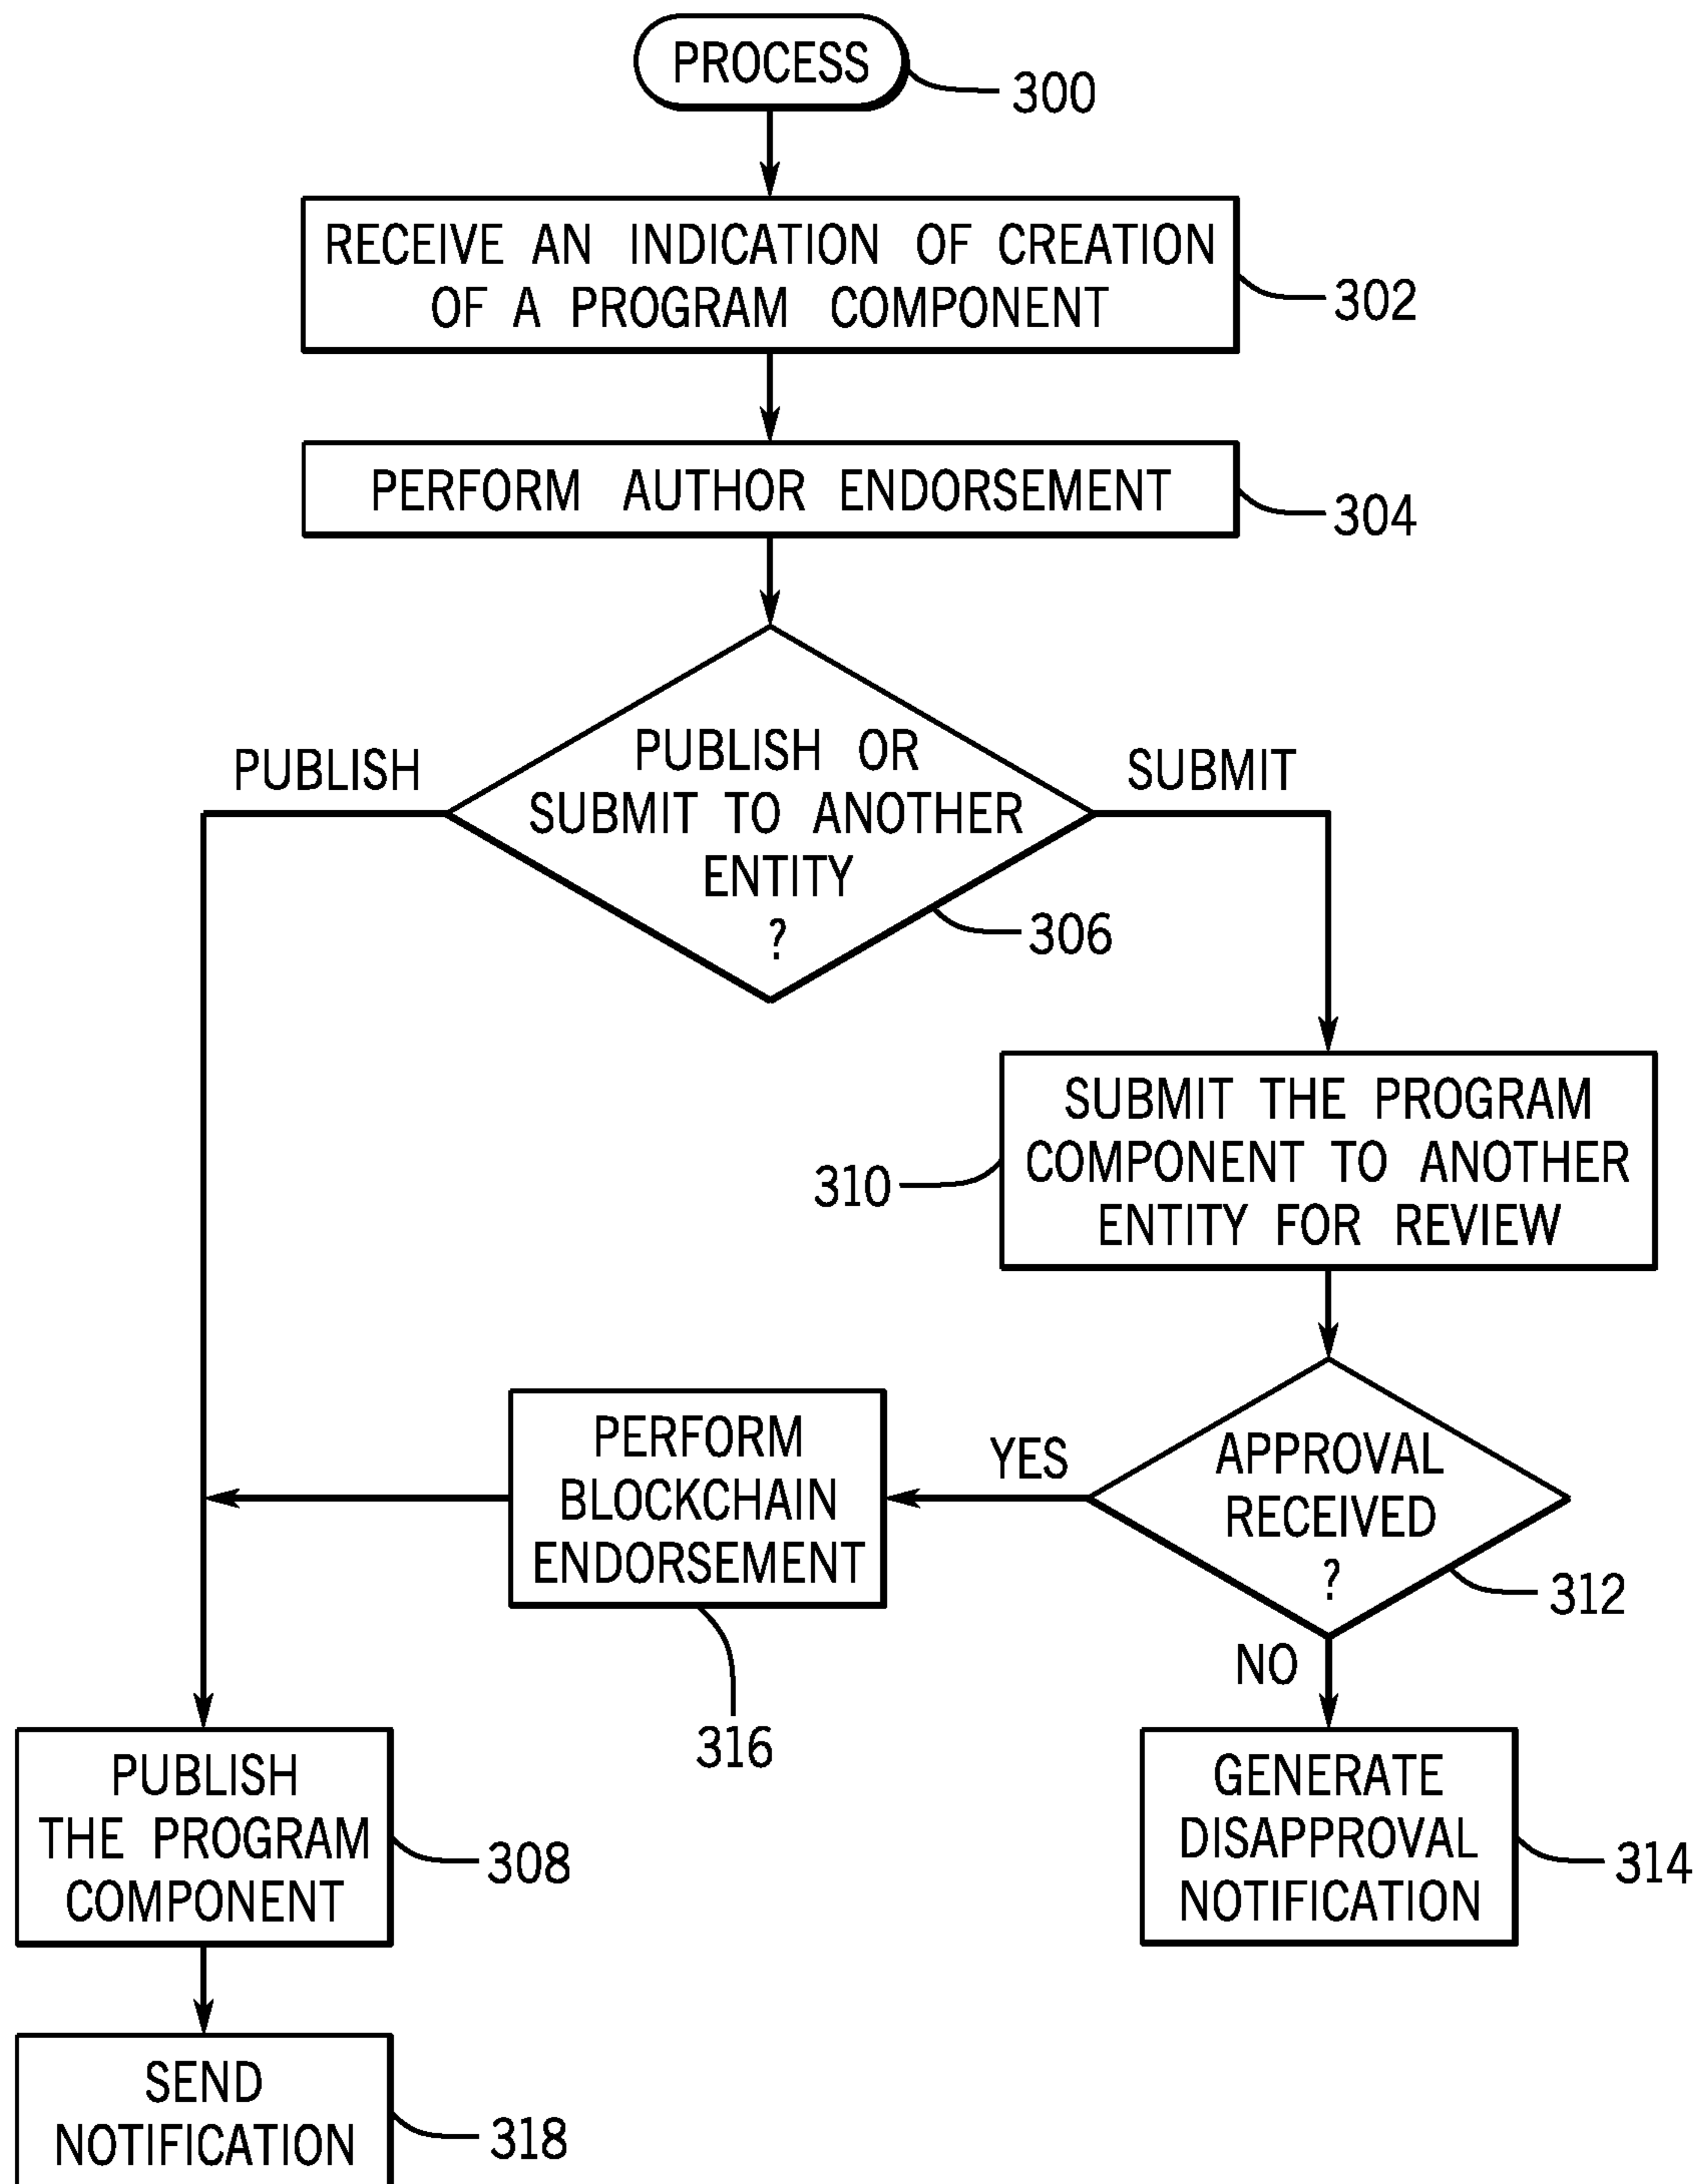 PROCESS
300
RECEIVE AN INDICATION OF CREATION
OF A PROGRAM COMPONENT
302
PERFORM AUTHOR ENDORSEMENT
304
PUBLISH OR
SUBMIT TO ANOTHER
ENTITY
?
306
PUBLISH
SUBMIT
SUBMIT THE PROGRAM
COMPONENT TO ANOTHER
ENTITY FOR REVIEW
310
APPROVAL
RECEIVED
?
312
YES
NO
PERFORM
BLOCKCHAIN
ENDORSEMENT
316
PUBLISH
THE PROGRAM
COMPONENT
308
GENERATE
DISAPPROVAL
NOTIFICATION
314
SEND
NOTIFICATION
318